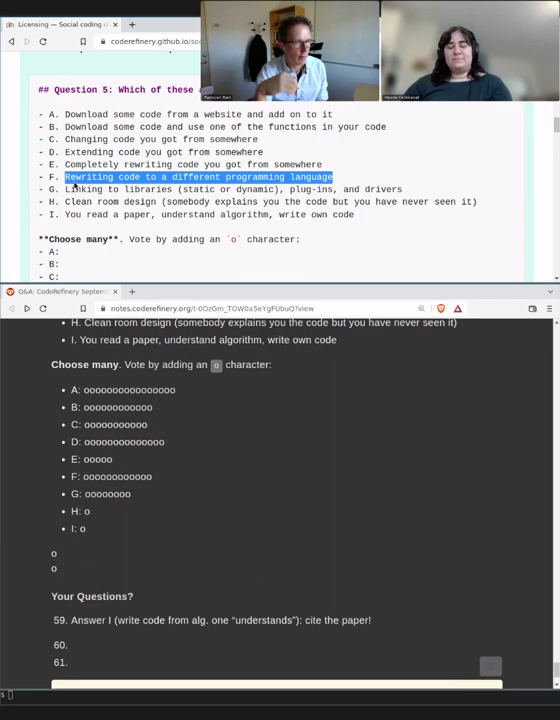 Licensing — Social coding c
coderefinery.github.io/so
## Question 5: Which of these a
- A. Download some code from a website and add on to it
- B. Download some code and use one of the functions in your code
- C. Changing code you got from somewhere
- D. Extending code you got from somewhere
- E. Completely rewriting code you got from somewhere
- F. Rewriting code to a different programming language
- G. Linking to libraries (static or dynamic), plug-ins, and drivers
- H. Clean room design (somebody explains you the code but you have never seen it)
- I. You read a paper, understand algorithm, write own code
**Choose many**. Vote by adding an `o` character:
- A:
- B:
- C:
Q&A: CodeRefinery Septem
notes.coderefinery.org/t-0OzGm_TOW0a5eYgFUbuQ?view
H. Clean room design (somebody explains you the code but you have never seen it)
I. You read a paper, understand algorithm, write own code
Choose many. Vote by adding an o character:
A: oooooooooooooooo
B: oooooooooooo
C: ooooooooooo
D: oooooooooooooo
E: ooooo
F: oooooooooooo
G: oooooooo
H: o
I: o
o
o
Your Questions?
59. Answer I (write code from alg. one “understands”): cite the paper!
60.
61.
$